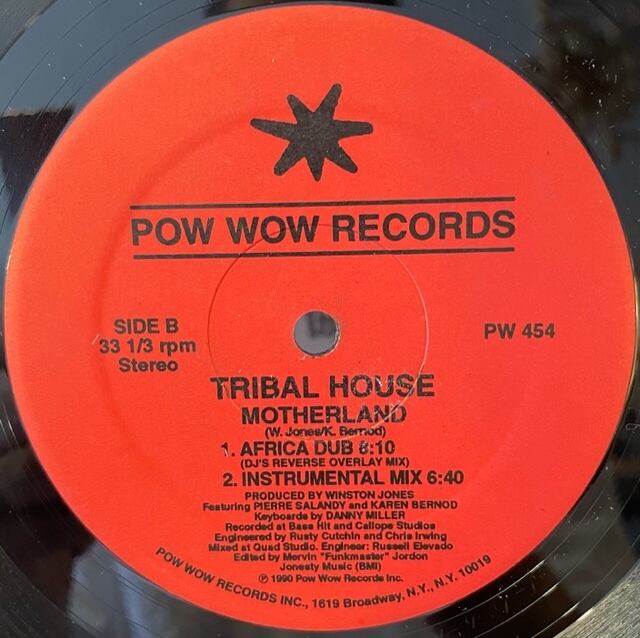 POW WOW RECORDS
SIDE B
33 1/3 rpm
Stereo
PW 454
TRIBAL HOUSE
MOTHERLAND
(W. Jones/K. Bernod)
1. AFRICA DUB 8:10
(DJ'S REVERSE OVERLAY MIX)
2. INSTRUMENTAL MIX 6:40
PRODUCED BY WINSTON JONES
Featuring PIERRE SALANDY and KAREN BERNOD
Keyboards by DANNY MILLER
Recorded at Bass Hit and Calliope Studios
Engineered by Rusty Cutchin and Chris Irwing
Mixed at Quad Studio. Engineer: Russell Elevado
Edited by Mervin "Funkmaster" Jordon
Jonesty Music (BMI)
℗ 1990 Pow Wow Records Inc.
POW WOW RECORDS INC., 1619 Broadway, N.Y., N.Y. 10019